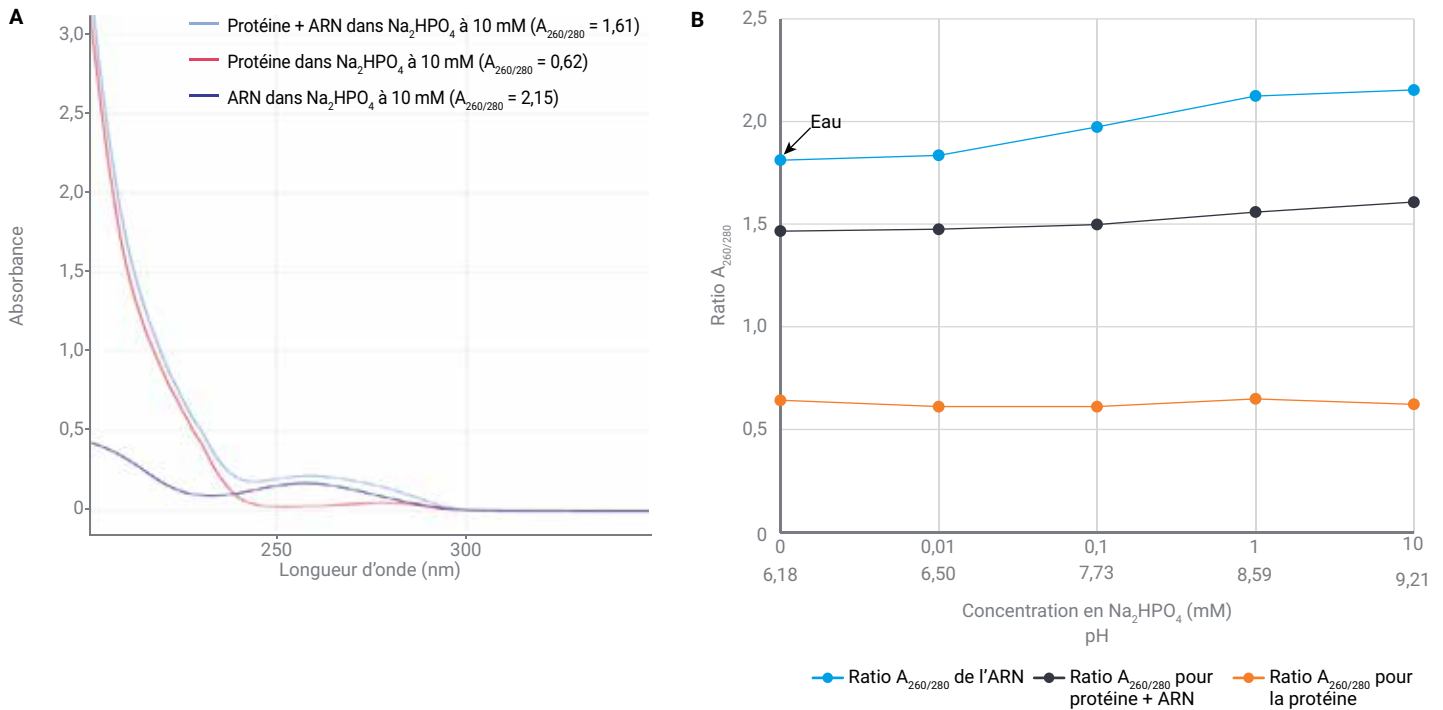 A
Protéine + ARN dans Na₂HPO₄ à 10 mM (A₂₆₀/₂₈₀ = 1,61)
Protéine dans Na₂HPO₄ à 10 mM (A₂₆₀/₂₈₀ = 0,62)
ARN dans Na₂HPO₄ à 10 mM (A₂₆₀/₂₈₀ = 2,15)
3,0
2,5
2,0
1,5
1,0
0,5
0
Absorbance
250
300
Longueur d'onde (nm)
B
2,5
2,0
1,5
1,0
0,5
0
Ratio A₂₆₀/₂₈₀
Eau
0
0,01
0,1
1
10
6,18
6,50
7,73
8,59
9,21
Concentration en Na₂HPO₄ (mM)
pH
Ratio A₂₆₀/₂₈₀ de l'ARN
Ratio A₂₆₀/₂₈₀ pour
protéine + ARN
Ratio A₂₆₀/₂₈₀ pour
la protéine